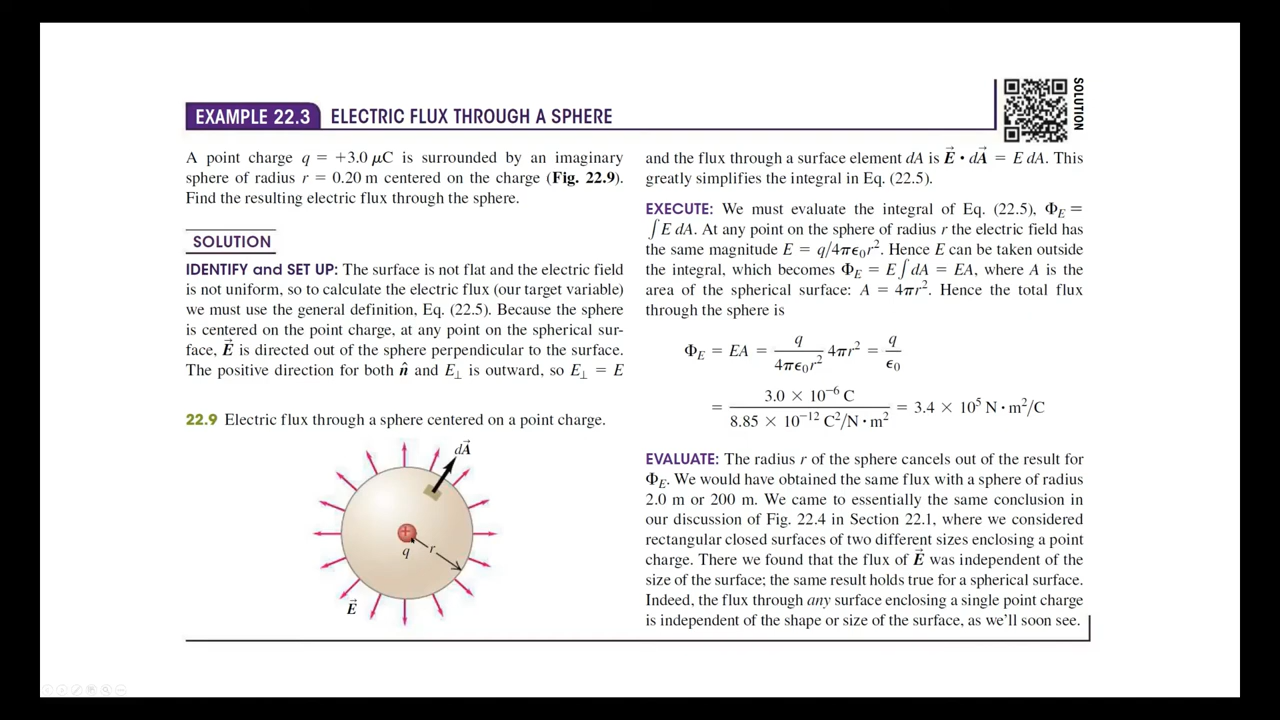 EXAMPLE 22.3 ELECTRIC FLUX THROUGH A SPHERE
SOLUTION
A point charge q = +3.0 μC is surrounded by an imaginary
sphere of radius r = 0.20 m centered on the charge (Fig. 22.9).
Find the resulting electric flux through the sphere.
SOLUTION
IDENTIFY and SET UP: The surface is not flat and the electric field
is not uniform, so to calculate the electric flux (our target variable)
we must use the general definition, Eq. (22.5). Because the sphere
is centered on the point charge, at any point on the spherical sur-
face, E⃗ is directed out of the sphere perpendicular to the surface.
The positive direction for both n̂ and E⊥ is outward, so E⊥ = E
22.9 Electric flux through a sphere centered on a point charge.
dA⃗
+
q
r
E⃗
and the flux through a surface element dA is E⃗ • dA⃗ = E dA. This
greatly simplifies the integral in Eq. (22.5).
EXECUTE: We must evaluate the integral of Eq. (22.5), Φ_E =
∫E dA. At any point on the sphere of radius r the electric field has
the same magnitude E = q/4πϵ₀r². Hence E can be taken outside
the integral, which becomes Φ_E = E∫dA = EA, where A is the
area of the spherical surface: A = 4πr². Hence the total flux
through the sphere is
Φ_E = EA = q/4πϵ₀r² 4πr² = q/ϵ₀
= 3.0 × 10⁻⁶ C / 8.85 × 10⁻¹² C²/N • m² = 3.4 × 10⁵ N • m²/C
EVALUATE: The radius r of the sphere cancels out of the result for
Φ_E. We would have obtained the same flux with a sphere of radius
2.0 m or 200 m. We came to essentially the same conclusion in
our discussion of Fig. 22.4 in Section 22.1, where we considered
rectangular closed surfaces of two different sizes enclosing a point
charge. There we found that the flux of E⃗ was independent of the
size of the surface; the same result holds true for a spherical surface.
Indeed, the flux through any surface enclosing a single point charge
is independent of the shape or size of the surface, as we'll soon see.